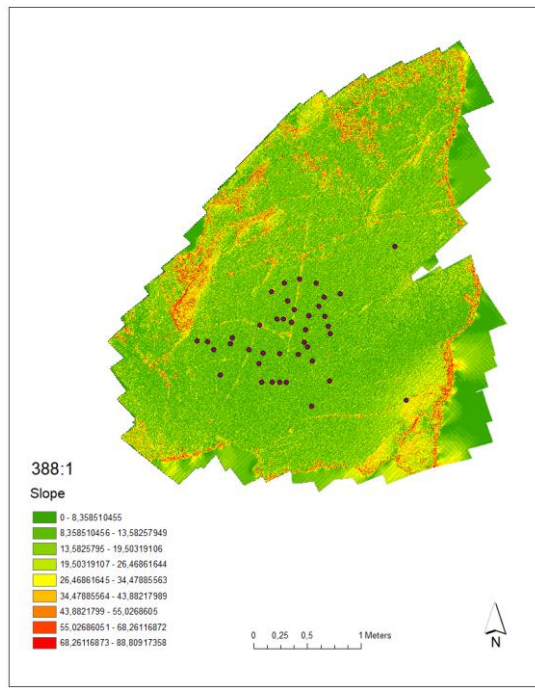 388:1
Slope
0 - 8,358510455
8,358510456 - 13,58257949
13,5825795 - 19,50319106
19,50319107 - 26,46861644
26,46861645 - 34,47885563
34,47885564 - 43,88217989
43,8821799 - 55,0268605
55,02686051 - 68,26116872
68,26116873 - 88,80917358
0 0,25 0,5 1 Meters
N